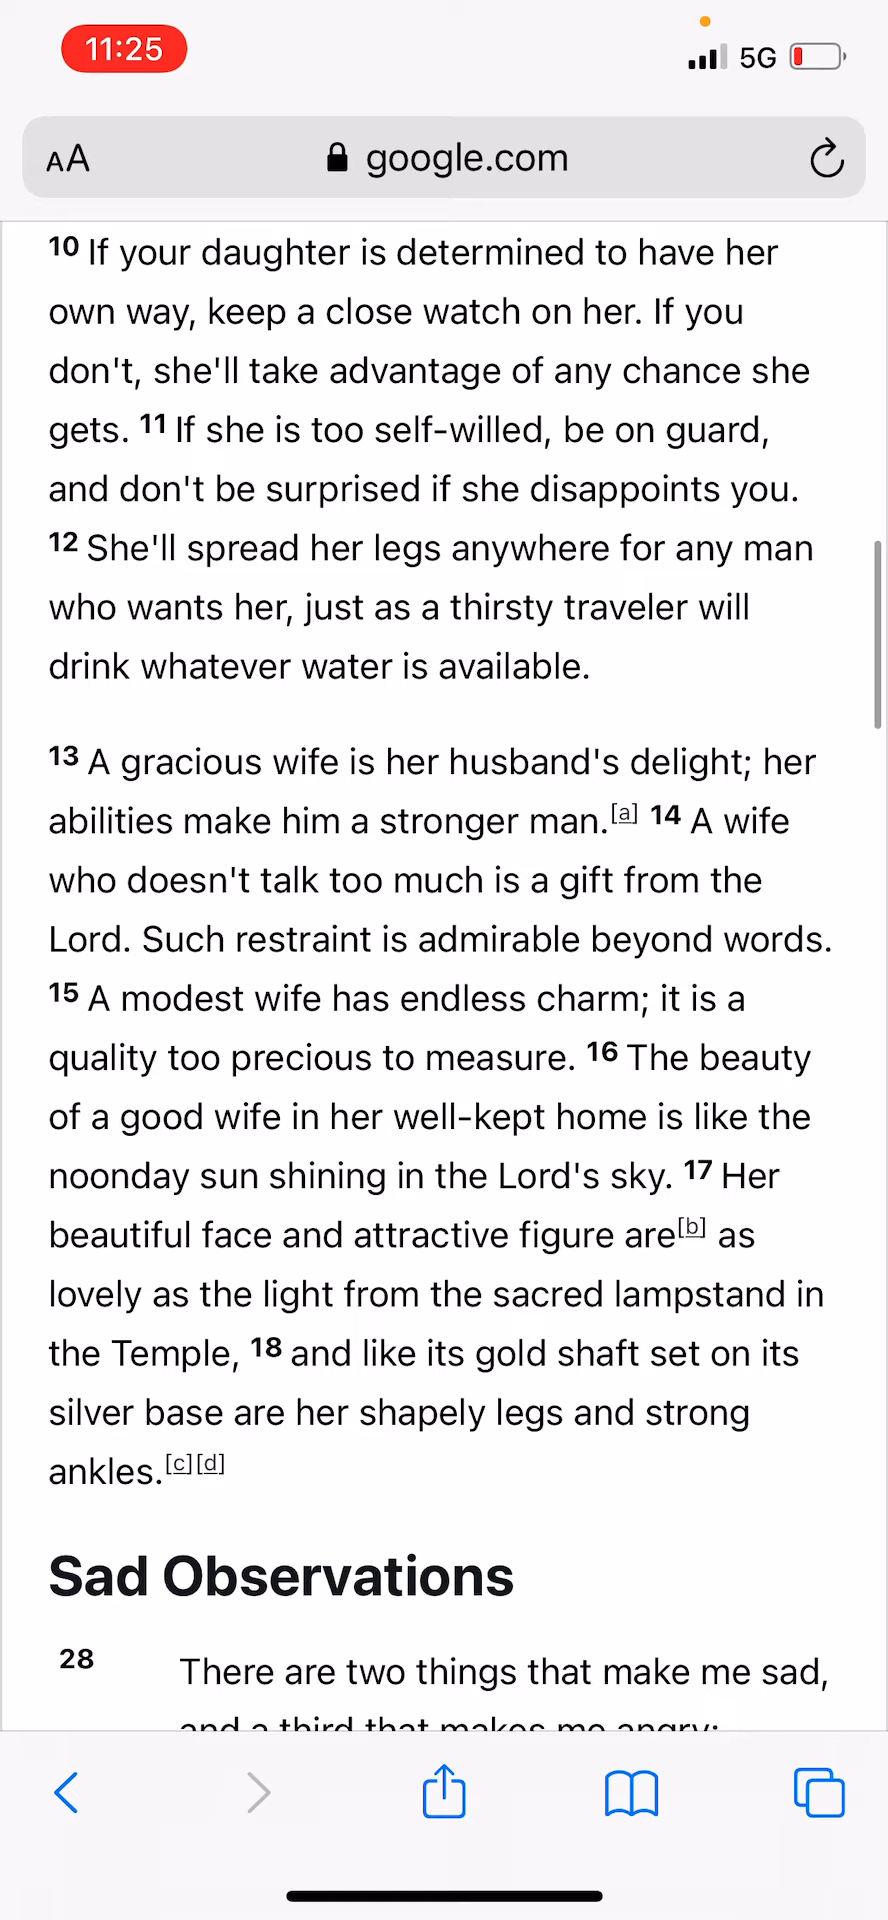 11:25
5G
AA google.com
10 If your daughter is determined to have her
own way, keep a close watch on her. If you
don't, she'll take advantage of any chance she
gets. 11 If she is too self-willed, be on guard,
and don't be surprised if she disappoints you.
12 She'll spread her legs anywhere for any man
who wants her, just as a thirsty traveler will
drink whatever water is available.
13 A gracious wife is her husband's delight; her
abilities make him a stronger man.[a] 14 A wife
who doesn't talk too much is a gift from the
Lord. Such restraint is admirable beyond words.
15 A modest wife has endless charm; it is a
quality too precious to measure. 16 The beauty
of a good wife in her well-kept home is like the
noonday sun shining in the Lord's sky. 17 Her
beautiful face and attractive figure are[b] as
lovely as the light from the sacred lampstand in
the Temple, 18 and like its gold shaft set on its
silver base are her shapely legs and strong
ankles.[c][d]
Sad Observations
28 There are two things that make me sad,
and a third that makes me angry: